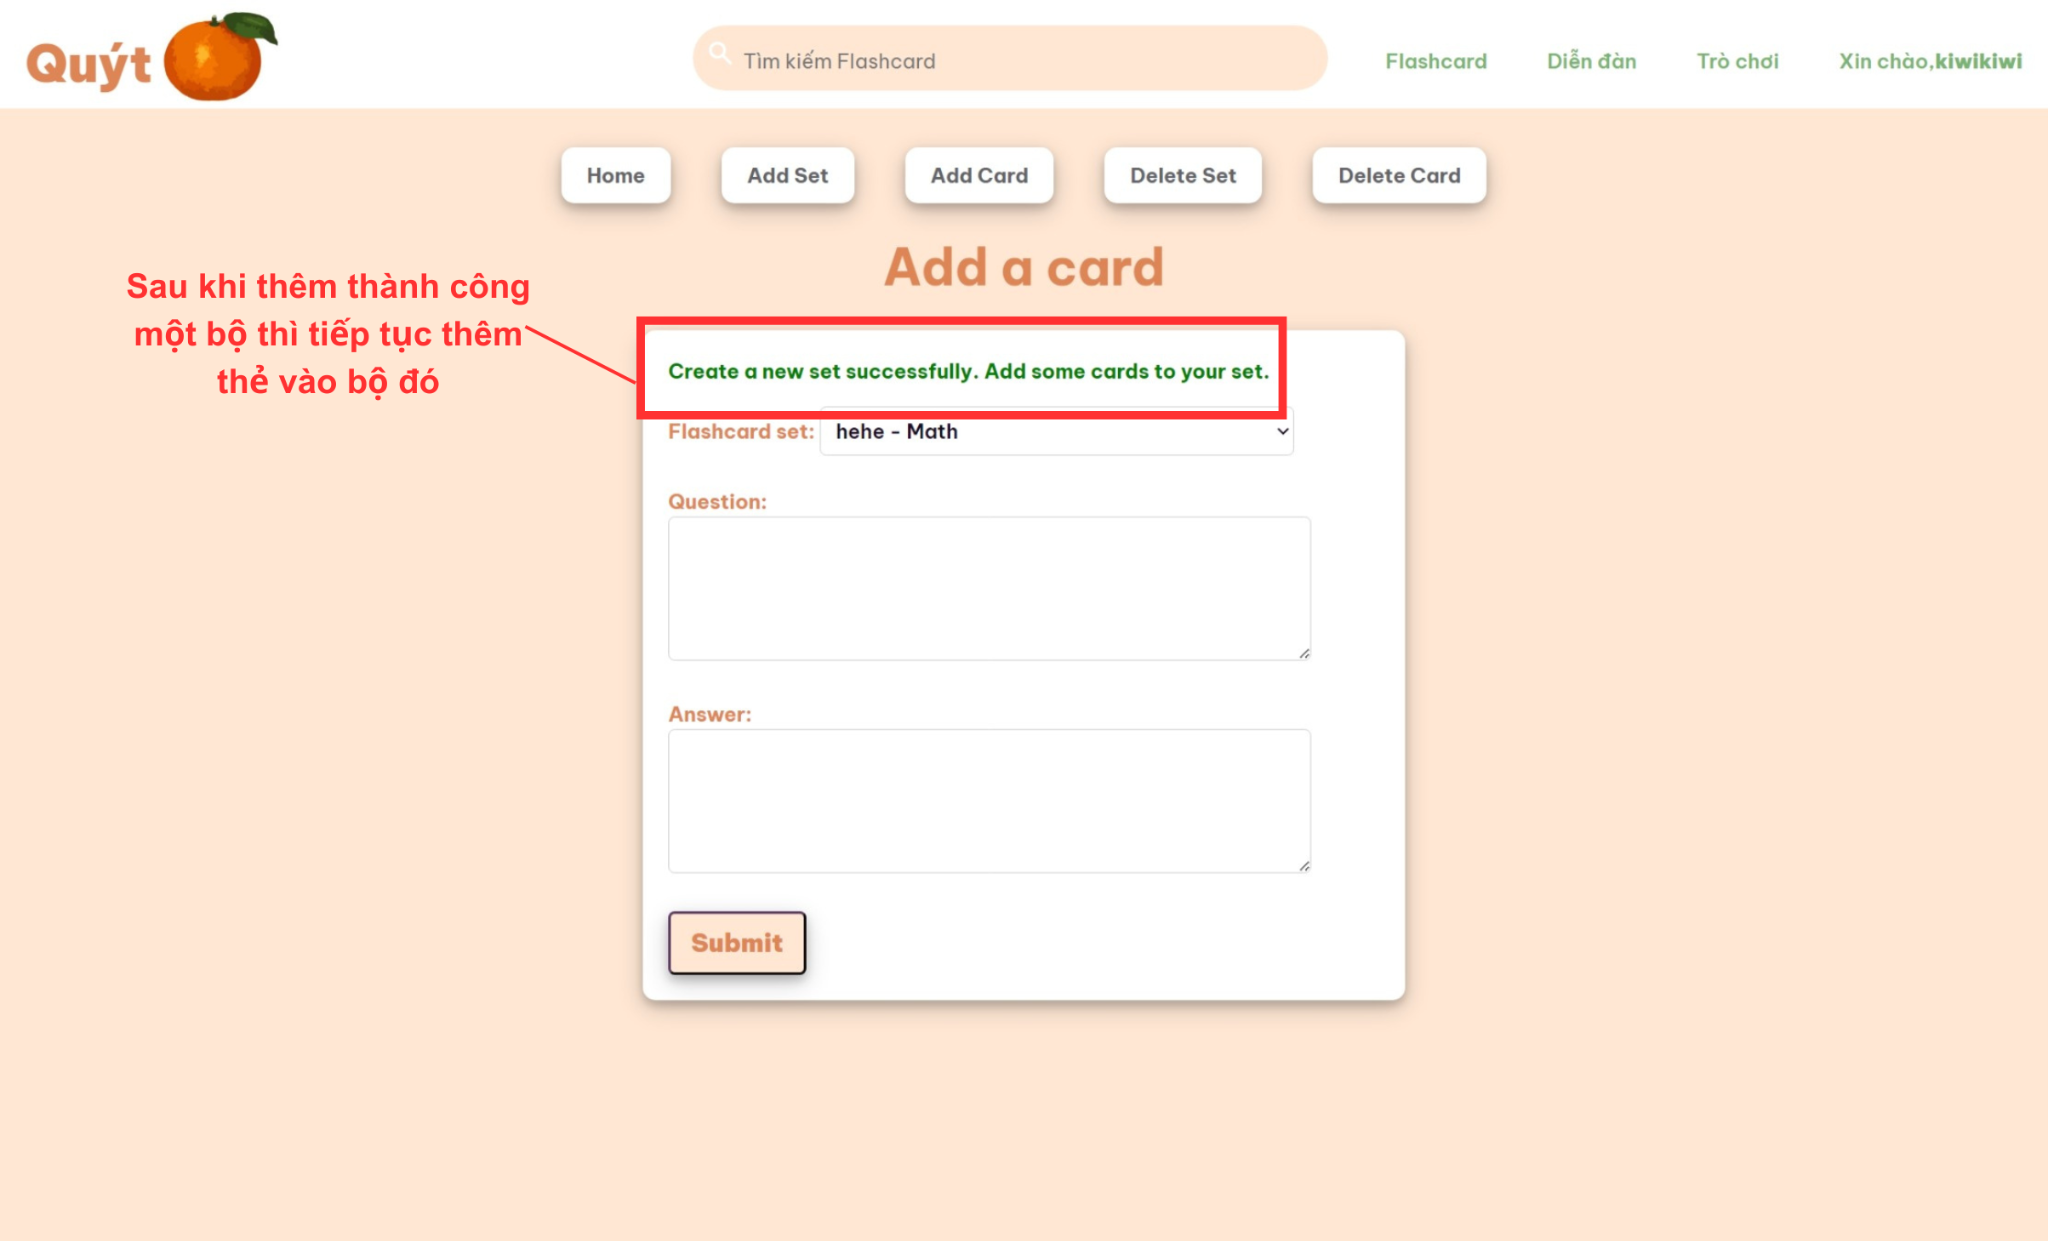 Quýt
Tìm kiếm Flashcard
Flashcard
Diễn đàn
Trò chơi
Xin chào,kiwikiwi
Home
Add Set
Add Card
Delete Set
Delete Card
Add a card
Sau khi thêm thành công
một bộ thì tiếp tục thêm
thẻ vào bộ đó
Create a new set successfully. Add some cards to your set.
Flashcard set: hehe - Math
Question:
Answer:
Submit